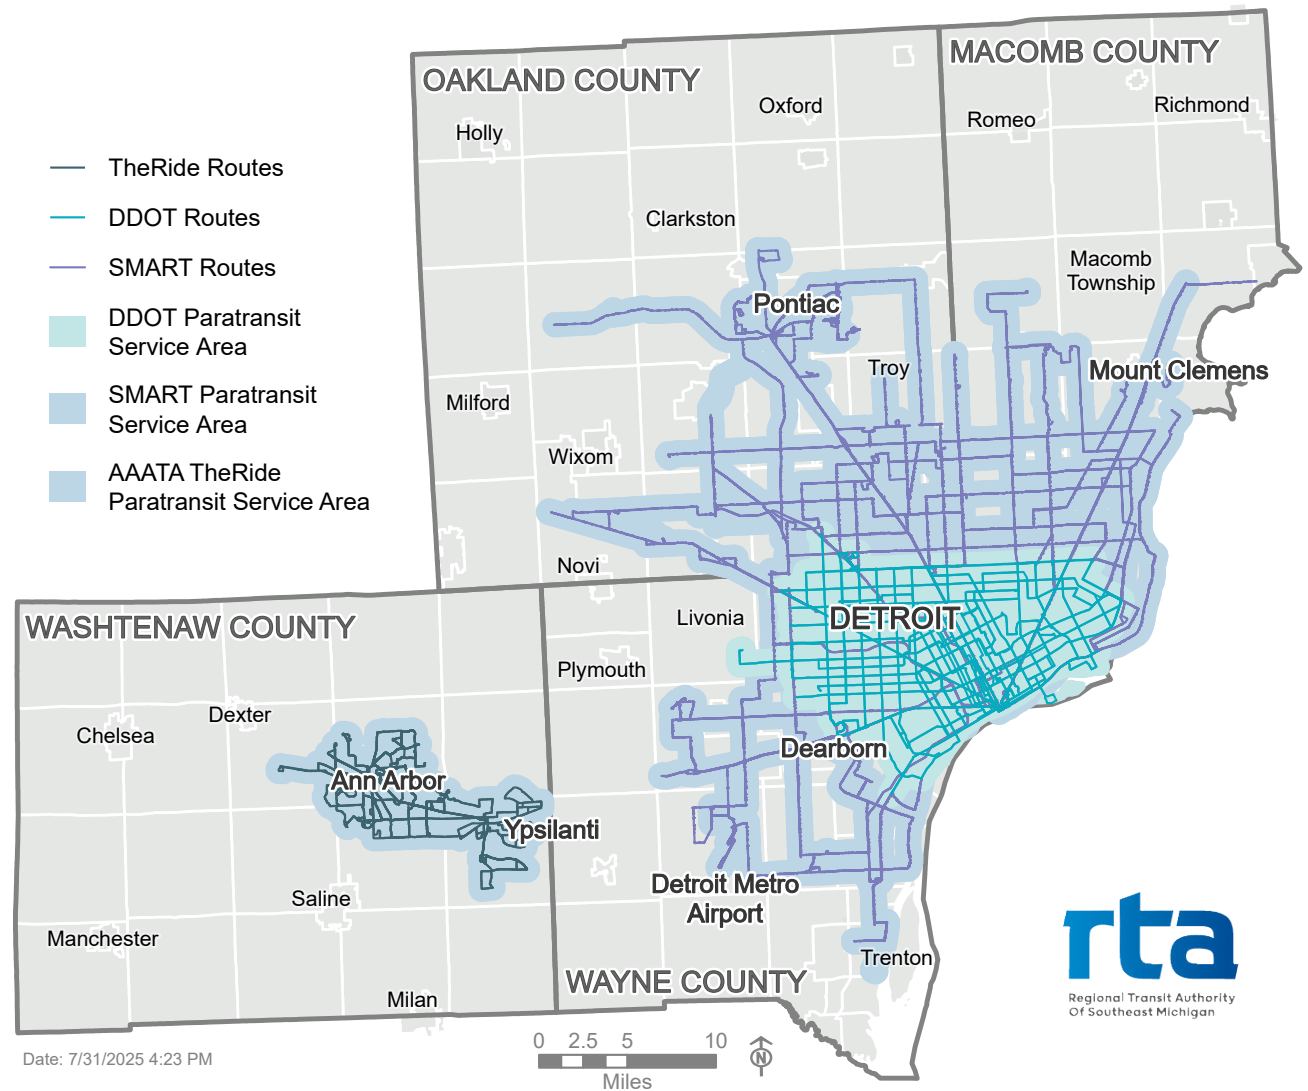 OAKLAND COUNTY
MACOMB COUNTY
Holly
Oxford
Romeo
Richmond
TheRide Routes
DDOT Routes
SMART Routes
DDOT Paratransit
Service Area
SMART Paratransit
Service Area
AAATA TheRide
Paratransit Service Area
Clarkston
Macomb
Township
Pontiac
Troy
Mount Clemens
Milford
Wixom
Novi
WASHTENAW COUNTY
Livonia
DETROIT
Plymouth
Dexter
Chelsea
Dearborn
Ann Arbor
Ypsilanti
Detroit Metro
Airport
Saline
Manchester
Trenton
WAYNE COUNTY
Milan
rta
Regional Transit Authority
Of Southeast Michigan
Date: 7/31/2025 4:23 PM
0 2.5 5 10
Miles
N